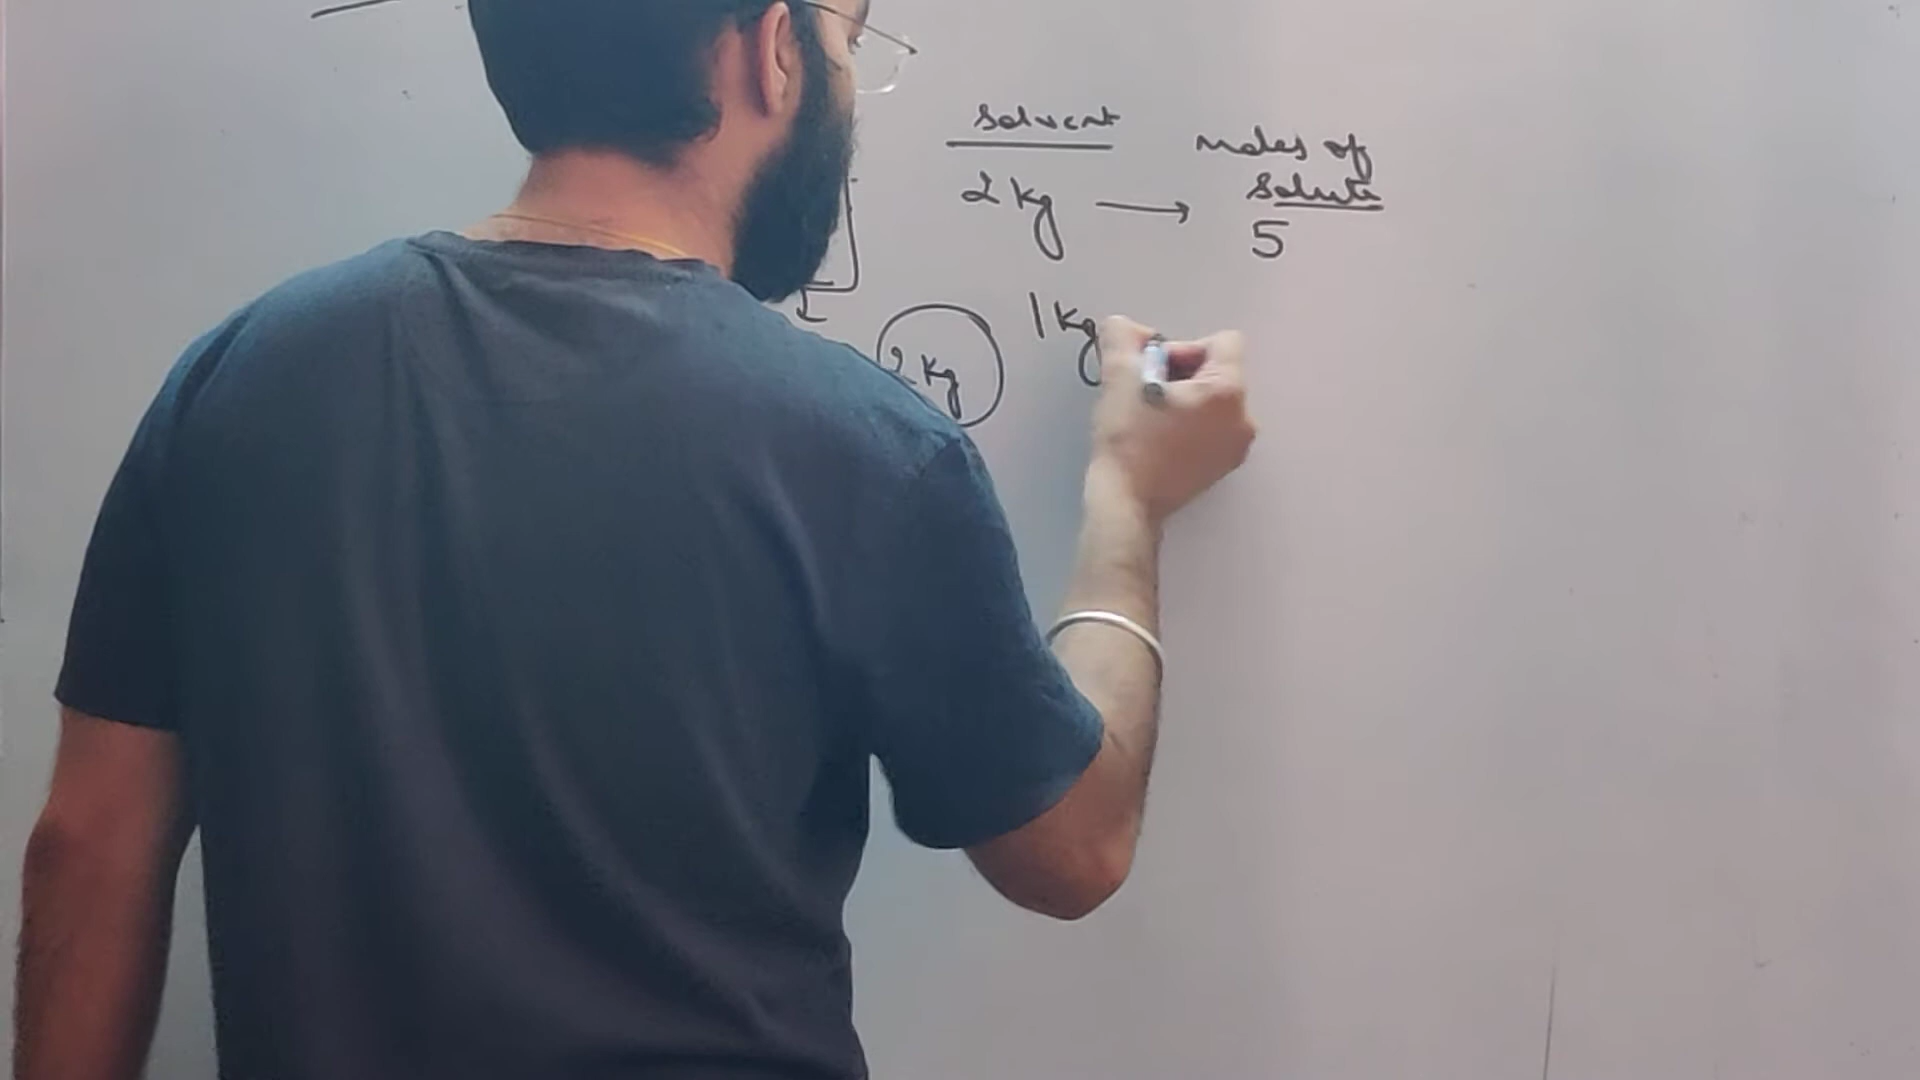 Solvent
moles of
solute
2 kg → 5
1 kg
2 kg